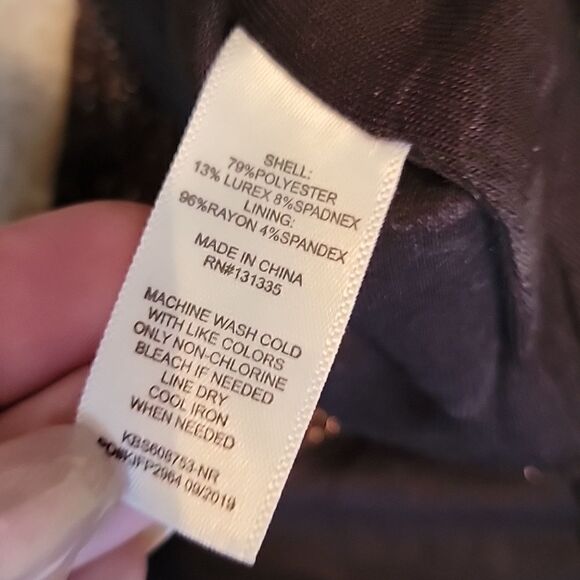 SHELL:
79%POLYESTER
13% LUREX 8%SPADNEX
LINING:
96%RAYON 4%SPANDEX
MADE IN CHINA
RN#131335
MACHINE WASH COLD
WITH LIKE COLORS
ONLY NON-CHLORINE
BLEACH IF NEEDED
LINE DRY
COOL IRON
WHEN NEEDED
KBS608753-NR
09/2019